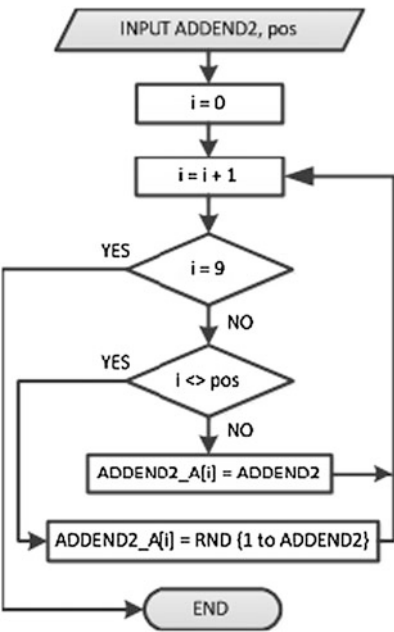 INPUT ADDEND2, pos
i = 0
i = i + 1
YES
i = 9
NO
YES
i <> pos
NO
ADDEND2_A[i] = ADDEND2
ADDEND2_A[i] = RND {1 to ADDEND2}
END